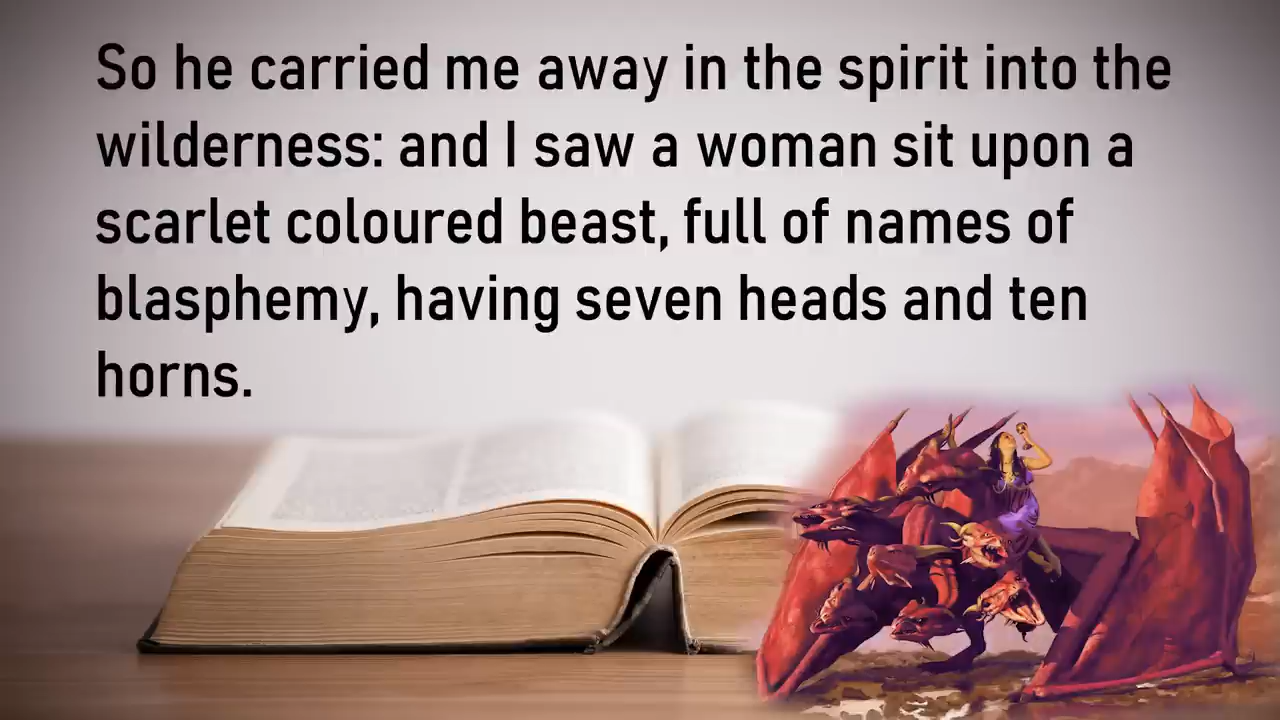 So he carried me away in the spirit into the
wilderness: and I saw a woman sit upon a
scarlet coloured beast, full of names of
blasphemy, having seven heads and ten
horns.